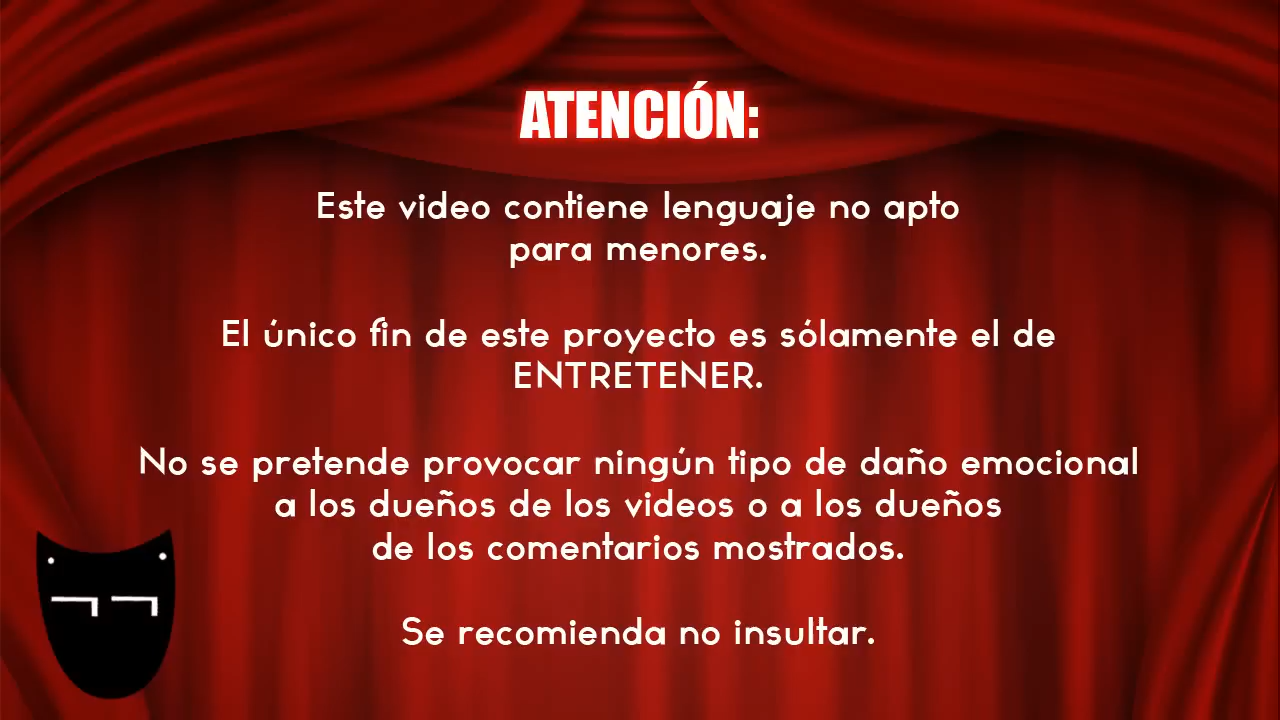 ATENCIÓN:
Este video contiene lenguaje no apto
para menores.
El único fin de este proyecto es sólamente el de
ENTRETENER.
No se pretende provocar ningún tipo de daño emocional
a los dueños de los videos o a los dueños
de los comentarios mostrados.
Se recomienda no insultar.